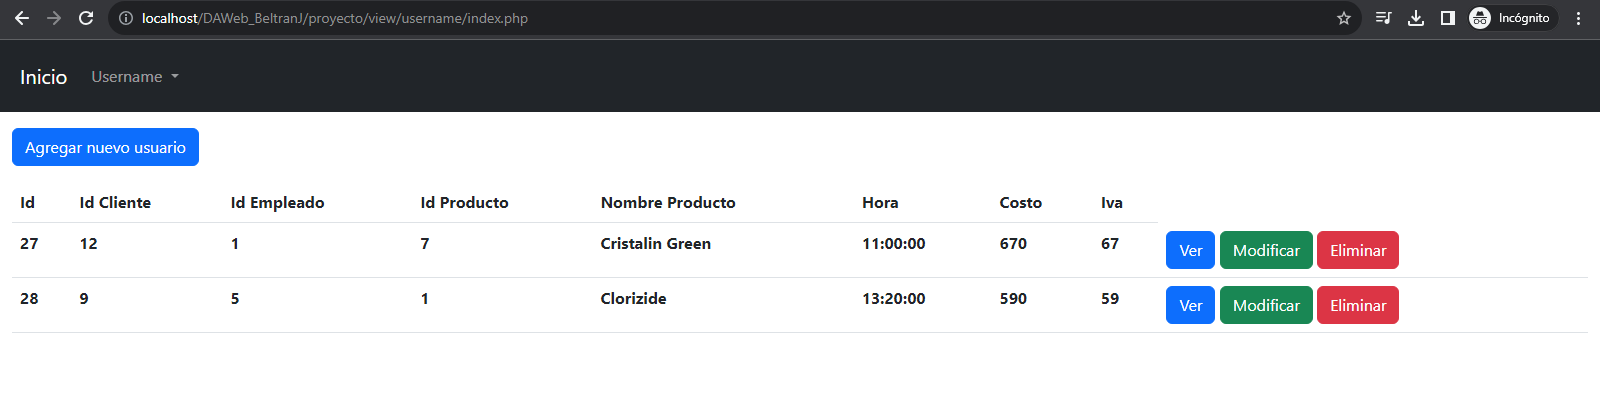 localhost/DAWeb_BeltranJ/proyecto/view/username/index.php Incógnito
Inicio Username
Agregar nuevo usuario
Id Id Cliente Id Empleado Id Producto Nombre Producto Hora Costo Iva
27 12 1 7 Cristalin Green 11:00:00 670 67 Ver Modificar Eliminar
28 9 5 1 Clorizide 13:20:00 590 59 Ver Modificar Eliminar